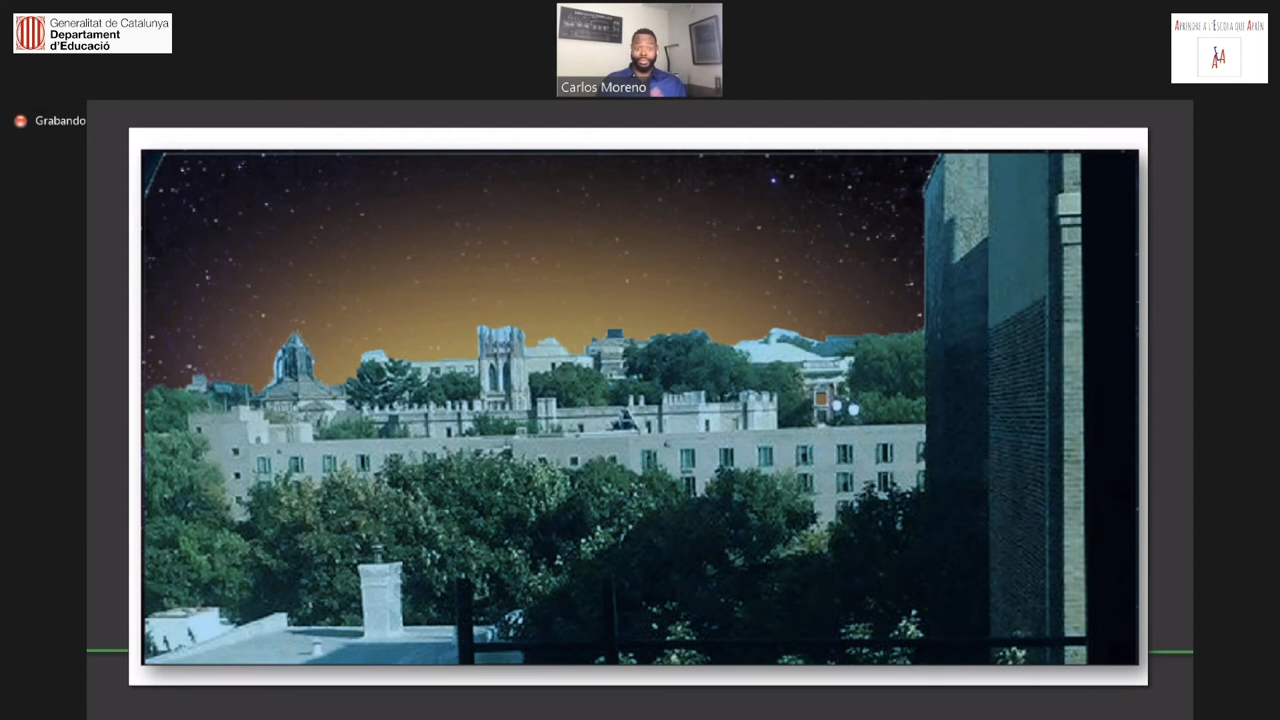 Generalitat de Catalunya
Departament
d'Educació
Carlos Moreno
APRENDRE A L'ESCOLA QUE APRÈN
Grabando